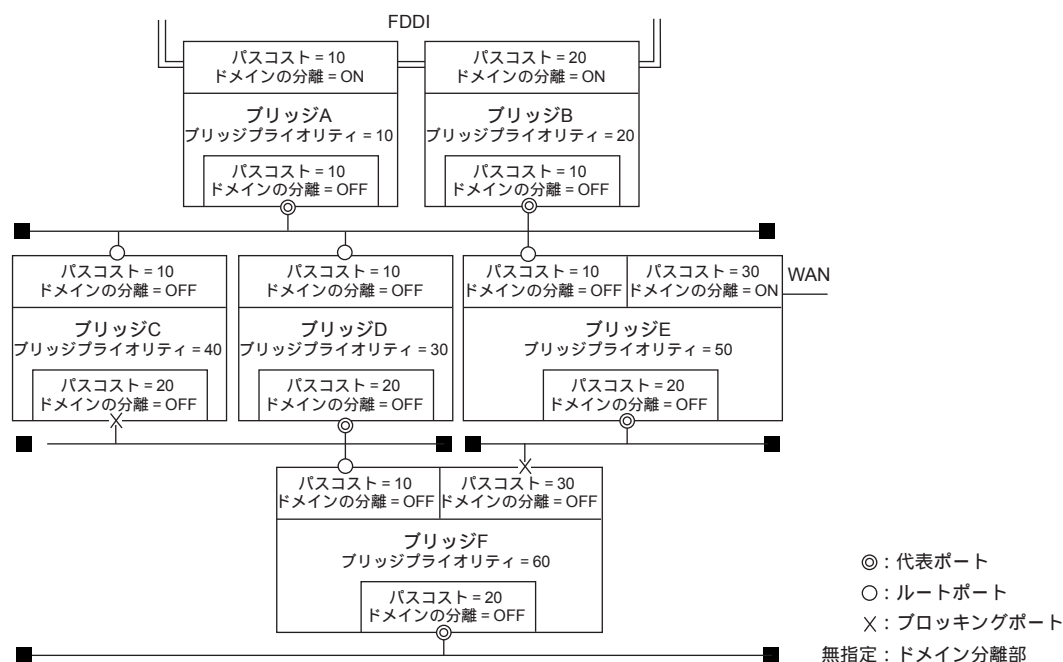 FDDI
パスコスト = 10
ドメインの分離 = ON
パスコスト = 20
ドメインの分離 = ON
ブリッジA
ブリッジプライオリティ = 10
ブリッジB
ブリッジプライオリティ = 20
パスコスト = 10
ドメインの分離 = OFF
パスコスト = 10
ドメインの分離 = OFF
パスコスト = 10
ドメインの分離 = OFF
パスコスト = 10
ドメインの分離 = OFF
パスコスト = 10
ドメインの分離 = OFF
パスコスト = 30
ドメインの分離 = ON
WAN
ブリッジC
ブリッジプライオリティ = 40
ブリッジD
ブリッジプライオリティ = 30
ブリッジE
ブリッジプライオリティ = 50
パスコスト = 20
ドメインの分離 = OFF
パスコスト = 20
ドメインの分離 = OFF
パスコスト = 20
ドメインの分離 = OFF
パスコスト = 10
ドメインの分離 = OFF
パスコスト = 30
ドメインの分離 = OFF
ブリッジF
ブリッジプライオリティ = 60
パスコスト = 20
ドメインの分離 = OFF
◎ : 代表ポート
○ : ルートポート
× : ブロッキングポート
無指定 : ドメイン分離部